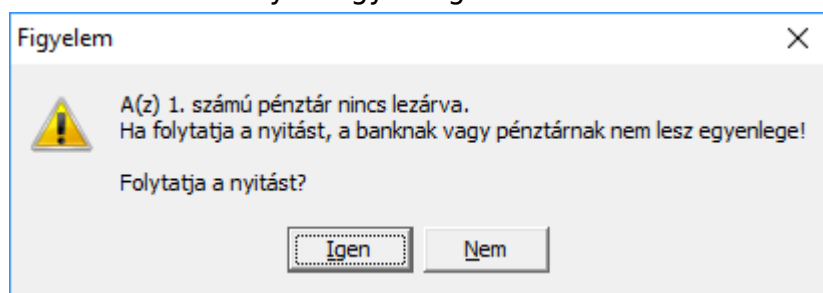 Figyelem
A(z) 1. számú pénztár nincs lezárva.
Ha folytatja a nyitást, a banknak vagy pénztárnak nem lesz egyenlege!
Folytatja a nyitást?
Igen Nem